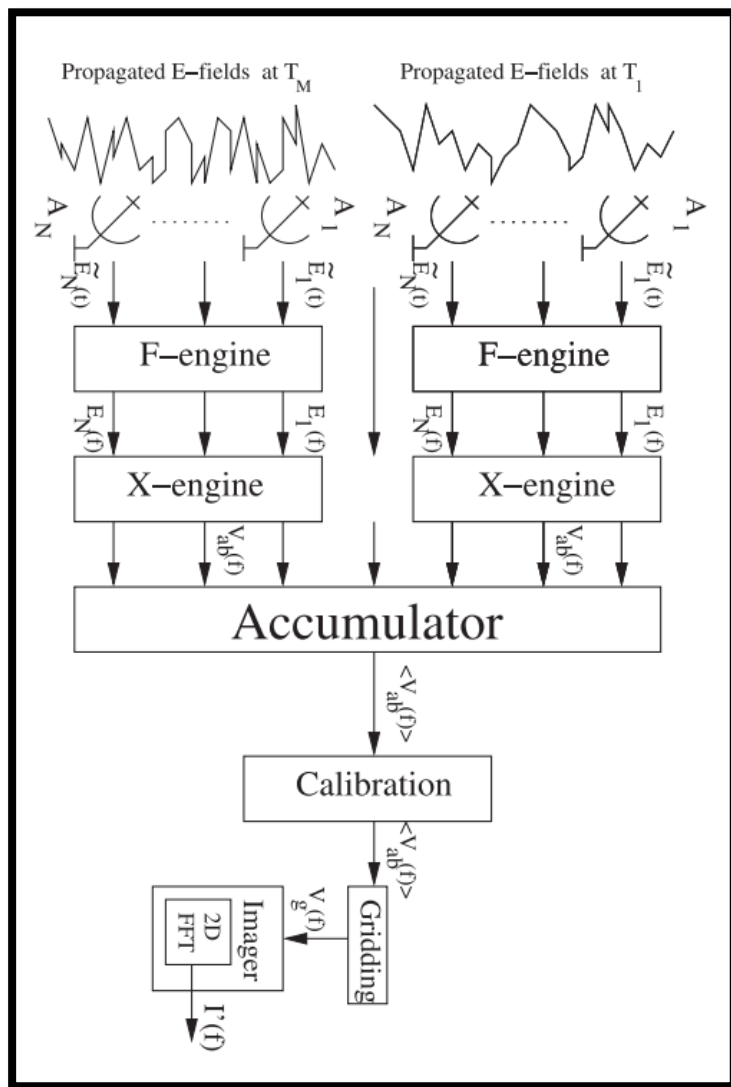 Propagated E−fields at T_M
Propagated E−fields at T_1
A_N ........ A_1
A_N ........ A_1
Ẽ_N(t) Ẽ_1(t)
Ẽ_N(t) Ẽ_1(t)
F−engine
F−engine
E_N(f) E_1(f)
E_N(f) E_1(f)
X−engine
X−engine
V_ab(f)
V_ab(f)
Accumulator
<V_ab(f)>
Calibration
<V_ab(f)>
Gridding
V_g(f)
Imager
2D
FFT
I'(f)